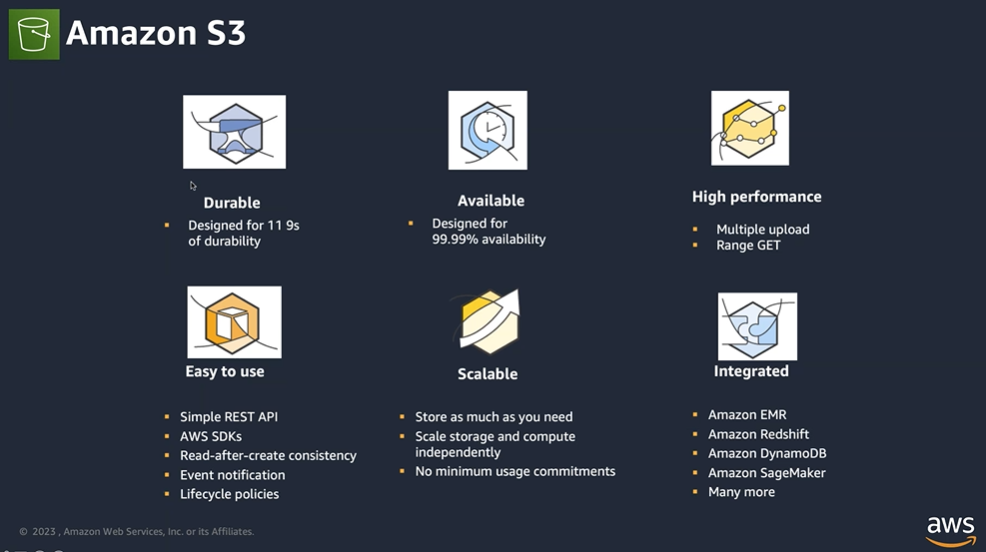 Amazon S3
Durable
Designed for 11 9s
of durability
Available
Designed for
99.99% availability
High performance
Multiple upload
Range GET
Easy to use
Simple REST API
AWS SDKs
Read-after-create consistency
Event notification
Lifecycle policies
Scalable
Store as much as you need
Scale storage and compute
independently
No minimum usage commitments
Integrated
Amazon EMR
Amazon Redshift
Amazon DynamoDB
Amazon SageMaker
Many more
© 2023 , Amazon Web Services, Inc. or its Affiliates.
aws